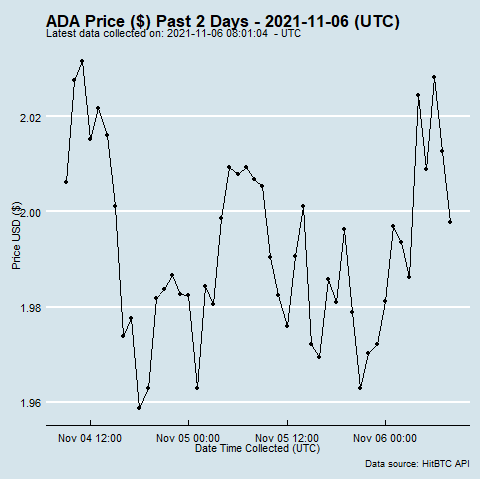 ADA Price ($) Past 2 Days - 2021-11-06 (UTC)
Latest data collected on: 2021-11-06 08:01:04 - UTC
2.02
2.00
1.98
1.96
Price USD ($)
Nov 04 12:00 Nov 05 00:00 Nov 05 12:00 Nov 06 00:00
Date Time Collected (UTC)
Data source: HitBTC API